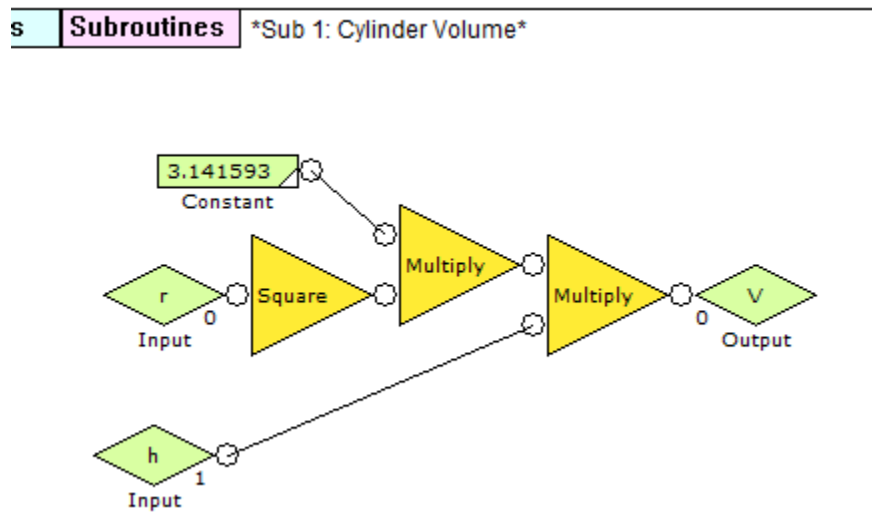 s Subroutines *Sub 1: Cylinder Volume*
3.141593
Constant
Multiply
r
Square
Multiply
V
0
0
Input
Output
h
1
Input